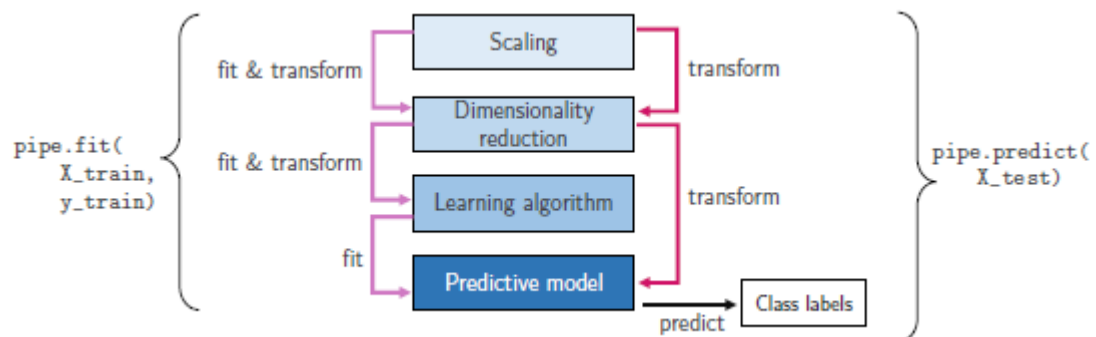 Scaling
fit & transform
transform
Dimensionality
reduction
pipe.fit(
X_train,
y_train)
fit & transform
pipe.predict(
X_test)
Learning algorithm
transform
fit
Predictive model
Class labels
predict